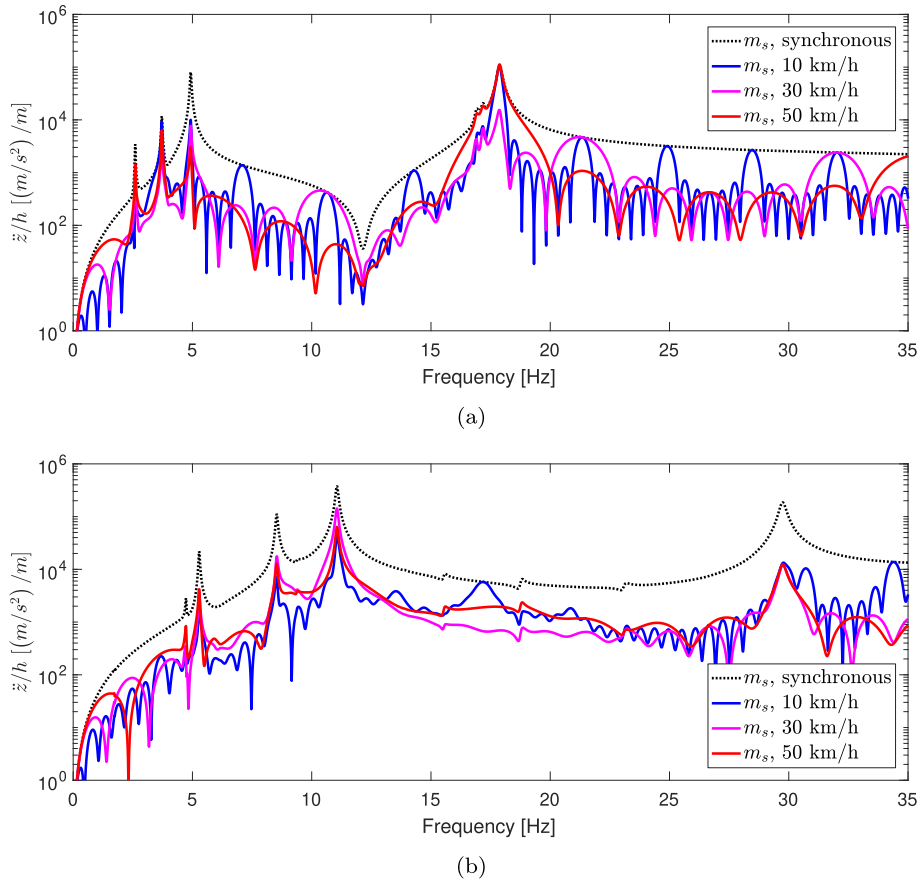 10^6
10^4
10^2
10^0
z̈/h [(m/s^2) /m]
m_s, synchronous
m_s, 10 km/h
m_s, 30 km/h
m_s, 50 km/h
0 5 10 15 20 25 30 35
Frequency [Hz]
(a)
10^6
10^4
10^2
10^0
z̈/h [(m/s^2) /m]
m_s, synchronous
m_s, 10 km/h
m_s, 30 km/h
m_s, 50 km/h
0 5 10 15 20 25 30 35
Frequency [Hz]
(b)